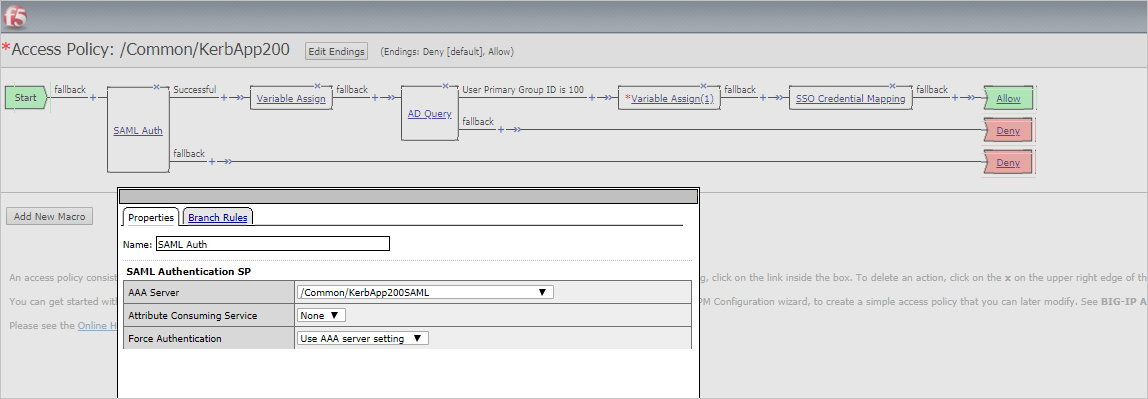 f5
*Access Policy: /Common/KerbApp200 Edit Endings (Endings: Deny [default], Allow)
Start fallback + SAML Auth Successful + Variable Assign fallback + AD Query User Primary Group ID is 100 + *Variable Assign(1) fallback + SSO Credential Mapping fallback + Allow
fallback + Deny
fallback + Deny
Add New Macro
Properties Branch Rules
Name: SAML Auth
SAML Authentication SP
An access policy consist
g, click on the link inside the box. To delete an action, click on the x on the upper right edge of th
AAA Server /Common/KerbApp200SAML
You can get started with
PM Configuration wizard, to create a simple access policy that you can later modify. See BIG-IP A
Attribute Consuming Service None
Please see the Online H
Force Authentication Use AAA server setting